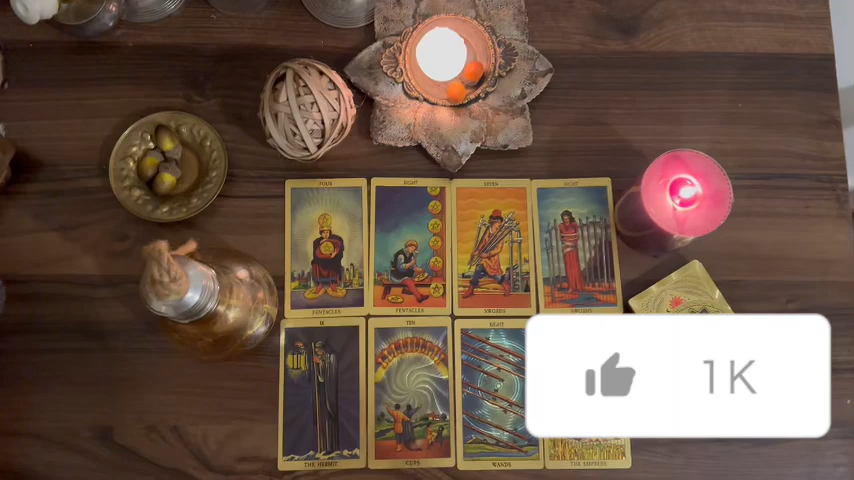 FOUR
EIGHT
SEVEN
EIGHT
PENTACLES
PENTACLES
SWORDS
SWORDS
IX
TEN
EIGHT
THE HERMIT
CUPS
WANDS
THE EMPRESS
1K